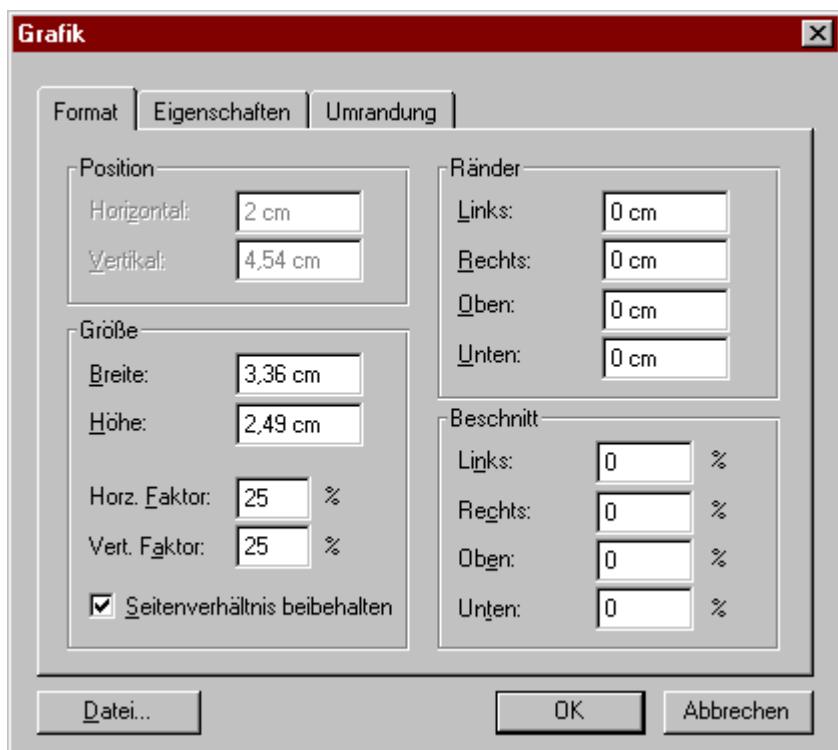 Grafik
Format Eigenschaften Umrandung
Position
Horizontal: 2 cm
Vertikal: 4,54 cm
Größe
Breite: 3,36 cm
Höhe: 2,49 cm
Horz. Faktor: 25 %
Vert. Faktor: 25 %
Seitenverhältnis beibehalten
Ränder
Links: 0 cm
Rechts: 0 cm
Oben: 0 cm
Unten: 0 cm
Beschnitt
Links: 0 %
Rechts: 0 %
Oben: 0 %
Unten: 0 %
Datei... OK Abbrechen